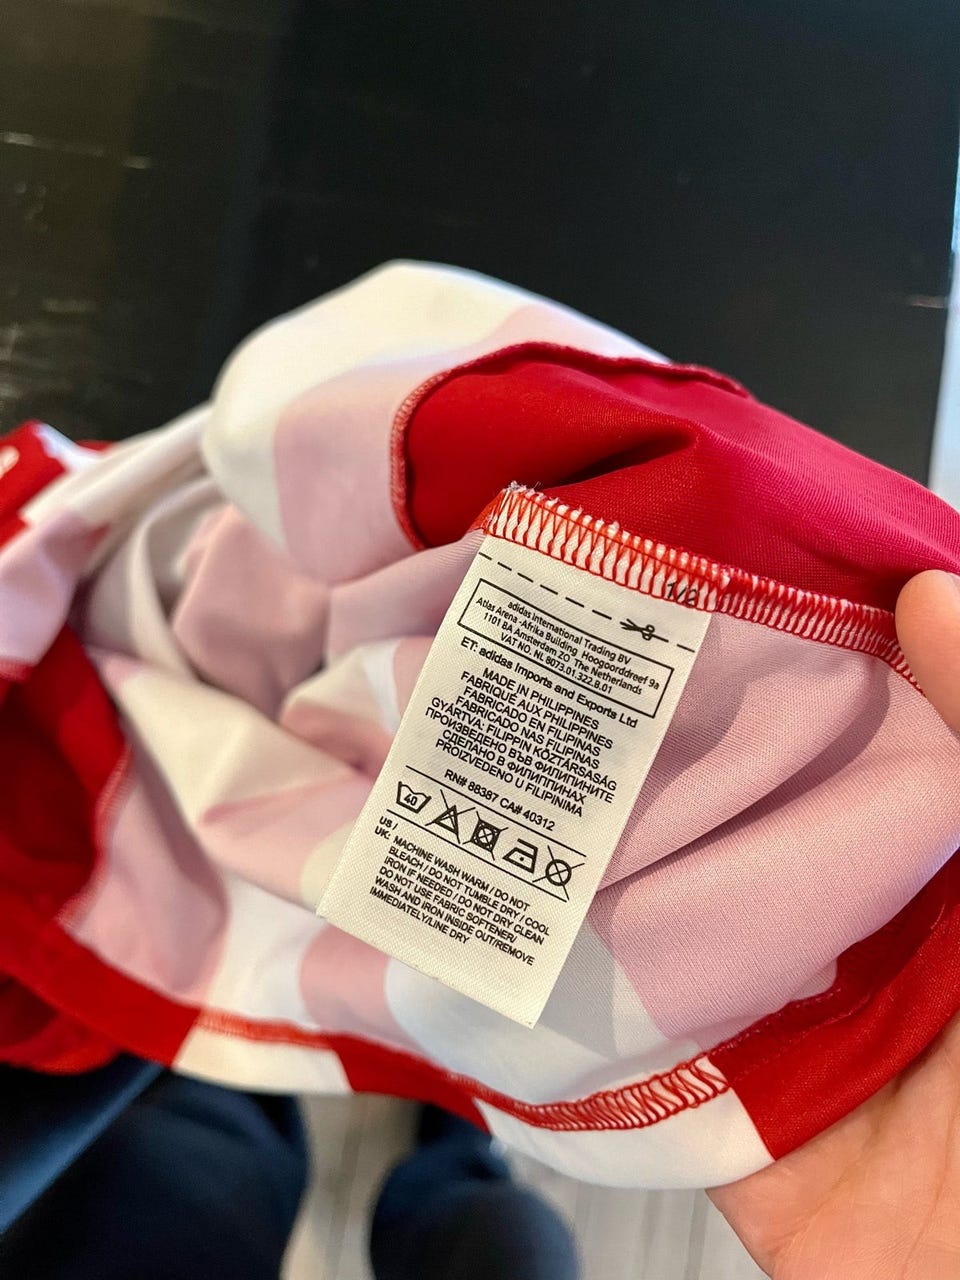 1/2
adidas International Trading BV
Atlas Arena -Afrika Building Hoogoorddreef 9a
1101 BA Amsterdam ZO The Netherlands
VAT NO. NL 8073.01.322.B.01
ET: adidas Imports and Exports Ltd
MADE IN PHILIPPINES
FABRIQUÉ AUX PHILIPPINES
FABRICADO EN FILIPINAS
FABRICADO NAS FILIPINAS
GYÁRTVA: FILIPPIN KÖZTÁRSASÁG
ПРОИЗВЕДЕНО ВЪВ ФИЛИПИНИТЕ
СДЕЛАНО В ФИЛИППИНАХ
PROIZVEDENO U FILIPINIMA
RN# 88387 CA# 40312
40
US /
UK: MACHINE WASH WARM / DO NOT
BLEACH / DO NOT TUMBLE DRY / COOL
IRON IF NEEDED / DO NOT DRY CLEAN
DO NOT USE FABRIC SOFTENER/
WASH AND IRON INSIDE OUT/REMOVE
IMMEDIATELY/LINE DRY